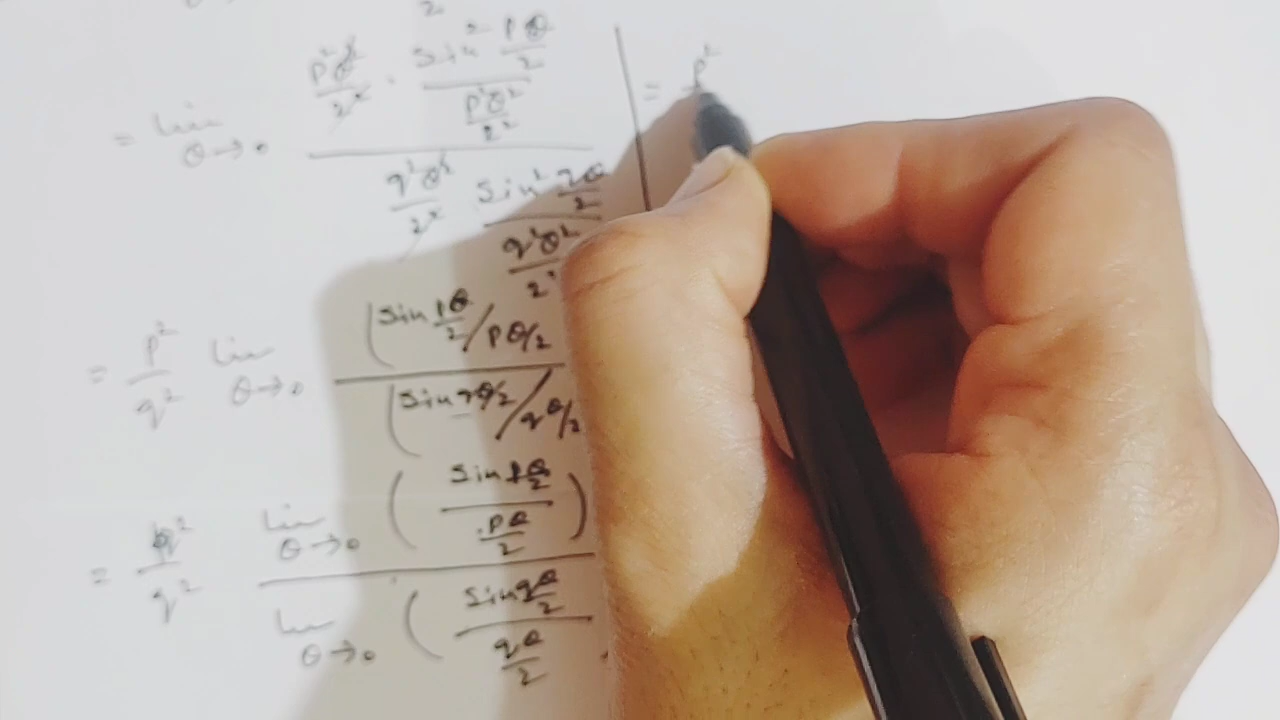 = lim θ→0 p²θ²/2² · sin² pθ/2 / p²θ²/2²
q²θ²/2² sin² qθ/2 / q²θ²/2²
= p²/q² lim θ→0 (sin pθ/2 / pθ/2
(sin qθ/2 / qθ/2
= p²/q² lim θ→0 ( sin pθ/2 / pθ/2 )
lim θ→0 ( sin qθ/2 / qθ/2
= p²